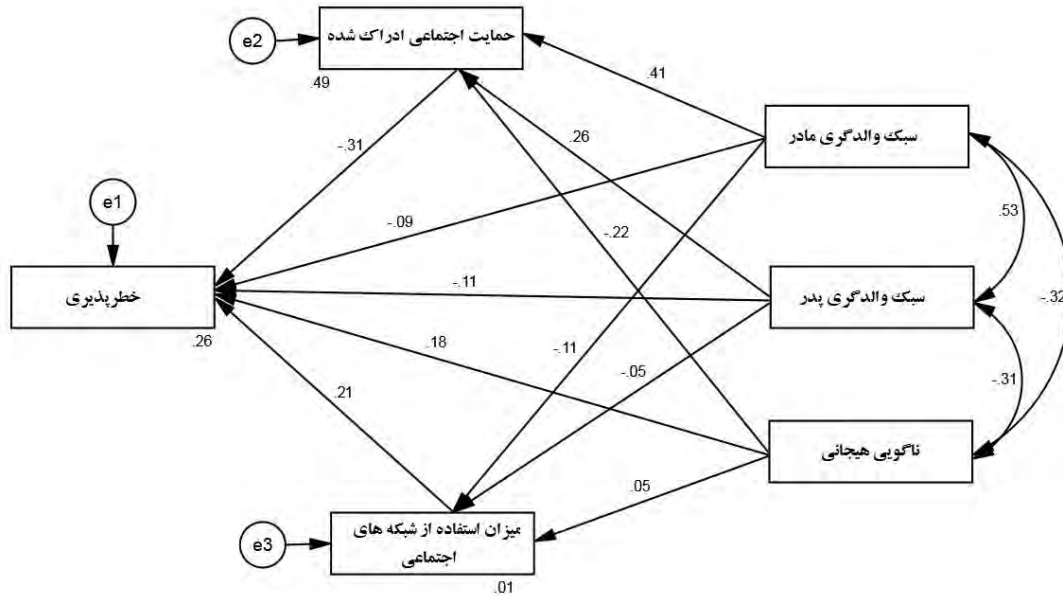 e2
حمایت اجتماعی ادراک شده
.49
.41
سبک والدگری مادر
.26
-.31
e1
-.09
.53
-.22
خطرپذیری
.26
-.11
سبک والدگری پدر
-.32
.18
-.11
-.05
-.31
.21
ناگویی هیجانی
.05
e3
میزان استفاده از شبکه های
اجتماعی
.01